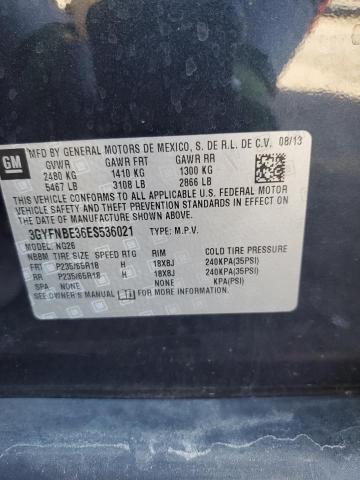 GM
MFD BY GENERAL MOTORS DE MEXICO, S. DE R.L. DE C.V. 08/13
GVWR GAWR FRT GAWR RR
2480 KG 1410 KG 1300 KG
5467 LB 3108 LB 2866 LB
THIS VEHICLE CONFORMS TO ALL APPLICABLE U.S. FEDERAL MOTOR
VEHICLE SAFETY, BUMPER, AND THEFT PREVENTION STANDARDS IN
EFFECT ON THE DATE OF MANUFACTURE SHOWN ABOVE.
3GYFNBE36ES536021 TYPE: M.P.V.
MODEL: NG26
NBBM TIRE SIZE SPEED RTG RIM COLD TIRE PRESSURE
FRT P235/65R18 H 18X8J 240KPA(35PSI)
RR P235/65R18 H 18X8J 240KPA(35PSI)
SPA NONE NONE KPA(PSI)
SEE OWNER'S MANUAL FOR MORE INFORMATION.